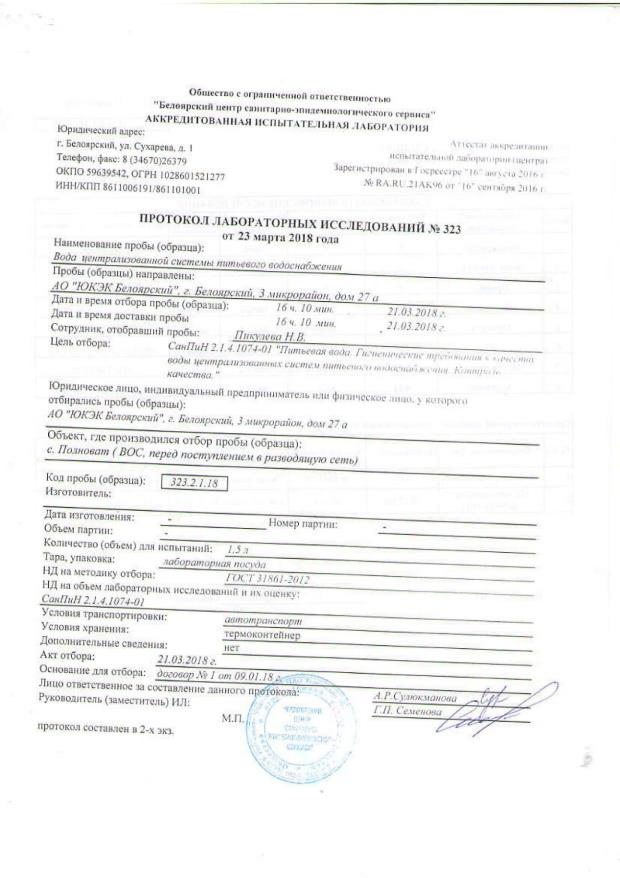 Общество с ограниченной ответственностью
"Белоярский центр санитарно-эпидемиологического сервиса"
АККРЕДИТОВАННАЯ ИСПЫТАТЕЛЬНАЯ ЛАБОРАТОРИЯ
Юридический адрес:
г. Белоярский, ул. Сухарева, д. 1
Телефон, факс: 8 (34670)26379
ОКПО 59639542, ОГРН 1028601521277
ИНН/КПП 8611006191/861101001
Аттестат аккредитации
испытательной лаборатории (центра)
Зарегистрирован в Госреестре "16" августа 2016 г.
№ RA.RU.21АК96 от "16" сентября 2016 г.
ПРОТОКОЛ ЛАБОРАТОРНЫХ ИССЛЕДОВАНИЙ № 323
от 23 марта 2018 года
Наименование пробы (образца):
Вода централизованной системы питьевого водоснабжения
Пробы (образцы) направлены:
АО "ЮКЭК Белоярский", г. Белоярский, 3 микрорайон, дом 27 а
Дата и время отбора пробы (образца): 16 ч. 10 мин. 21.03.2018 г.
Дата и время доставки пробы 16 ч. 10 мин. 21.03.2018 г.
Сотрудник, отобравший пробы: Пикулева Н.В.
Цель отбора: СанПиН 2.1.4.1074-01 "Питьевая вода. Гигиенические требования к качеству
воды централизованных систем питьевого водоснабжения. Контроль
качества."
Юридическое лицо, индивидуальный предприниматель или физическое лицо, у которого
отбирались пробы (образцы):
АО "ЮКЭК Белоярский", г. Белоярский, 3 микрорайон, дом 27 а
Объект, где производился отбор пробы (образца):
с. Полноват ( ВОС, перед поступлением в разводящую сеть)
Код пробы (образца): 323.2.1.18
Изготовитель:
Дата изготовления: - Номер партии: -
Объем партии: -
Количество (объем) для испытаний: 1,5 л
Тара, упаковка: лабораторная посуда
НД на методику отбора: ГОСТ 31861-2012
НД на объем лабораторных исследований и их оценку:
СанПиН 2.1.4.1074-01
Условия транспортировки: автотранспорт
Условия хранения: термоконтейнер
Дополнительные сведения: нет
Акт отбора: 21.03.2018 г.
Основание для отбора: договор № 1 от 09.01.18 г.
Лицо ответственное за составление данного протокола: А.Р.Сулюкманова
Руководитель (заместитель) ИЛ: Г.П. Семенова
М.П.
протокол составлен в 2-х экз.